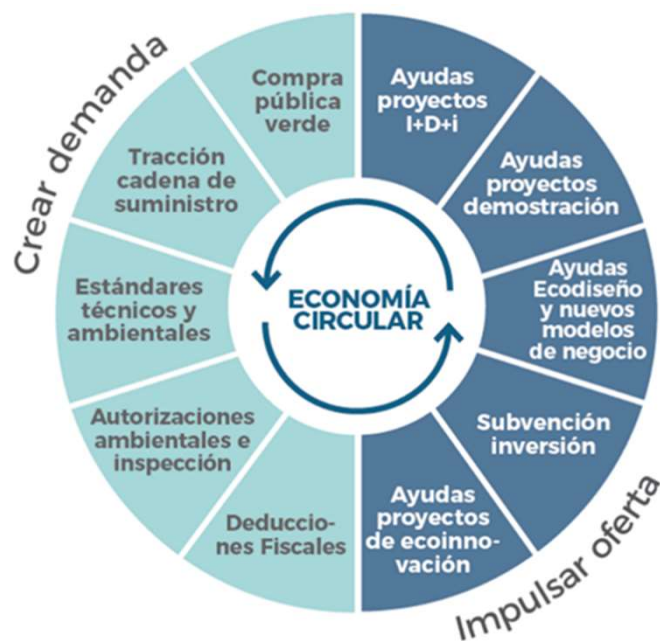 Crear demanda
Compra
pública
verde
Tracción
cadena de
suministro
Estándares
técnicos y
ambientales
Autorizaciones
ambientales e
inspección
Deduccio-
nes Fiscales
ECONOMÍA
CIRCULAR
Ayudas
proyectos
I+D+i
Ayudas
proyectos
demostración
Ayudas
Ecodiseño
y nuevos
modelos
de negocio
Subvención
inversión
Ayudas
proyectos
de ecoinno-
vación
Impulsar oferta